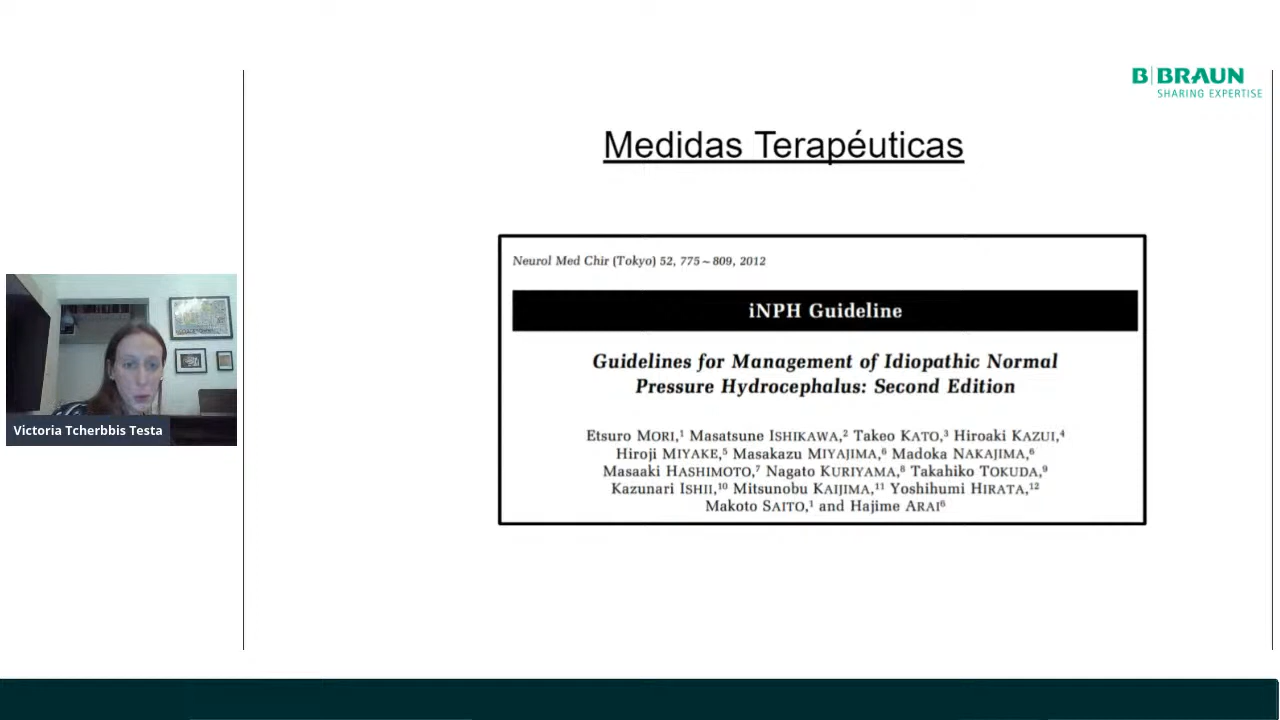 B BRAUN
SHARING EXPERTISE
Medidas Terapéuticas
Neurol Med Chir (Tokyo) 52, 775~809, 2012
iNPH Guideline
Guidelines for Management of Idiopathic Normal
Pressure Hydrocephalus: Second Edition
Etsuro MORI,¹ Masatsune ISHIKAWA,² Takeo KATO,³ Hiroaki KAZUI,⁴
Hiroji MIYAKE,⁵ Masakazu MIYAJIMA,⁶ Madoka NAKAJIMA,⁶
Masaaki HASHIMOTO,⁷ Nagato KURIYAMA,⁸ Takahiko TOKUDA,⁹
Kazunari ISHII,¹⁰ Mitsunobu KAIJIMA,¹¹ Yoshihumi HIRATA,¹²
Makoto SAITO,¹ and Hajime ARAI⁶
Victoria Tcherbbis Testa